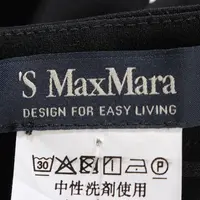 'S MaxMara
DESIGN FOR EASY LIVING
30
中性洗剤使用